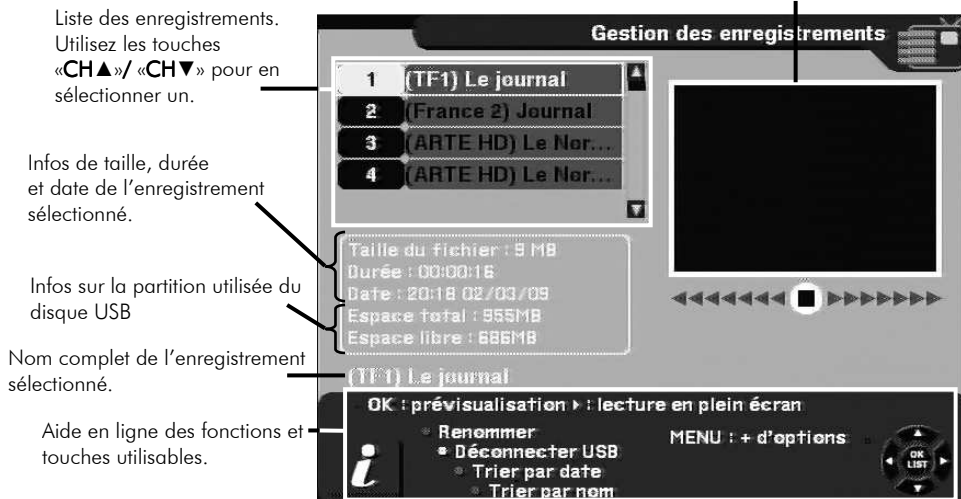 Liste des enregistrements.
Utilisez les touches
«CH▲»/ «CH▼» pour en
sélectionner un.
Infos de taille, durée
et date de l'enregistrement
sélectionné.
Infos sur la partition utilisée du
disque USB
Nom complet de l'enregistrement
sélectionné.
Aide en ligne des fonctions et
touches utilisables.
Gestion des enregistrements
1 (TF1) Le journal
2 (France 2) Journal
3 (ARTE HD) Le Nor...
4 (ARTE HD) Le Nor...
Taille du fichier : 9 MB
Durée : 00:00:16
Date : 20:18 02/03/09
Espace total : 955MB
Espace libre : 686MB
(TF1) Le journal
OK : prévisualisation ▸ : lecture en plein écran
Renommer
MENU : + d'options
Déconnecter USB
Trier par date
Trier par nom
i
OK
LIST